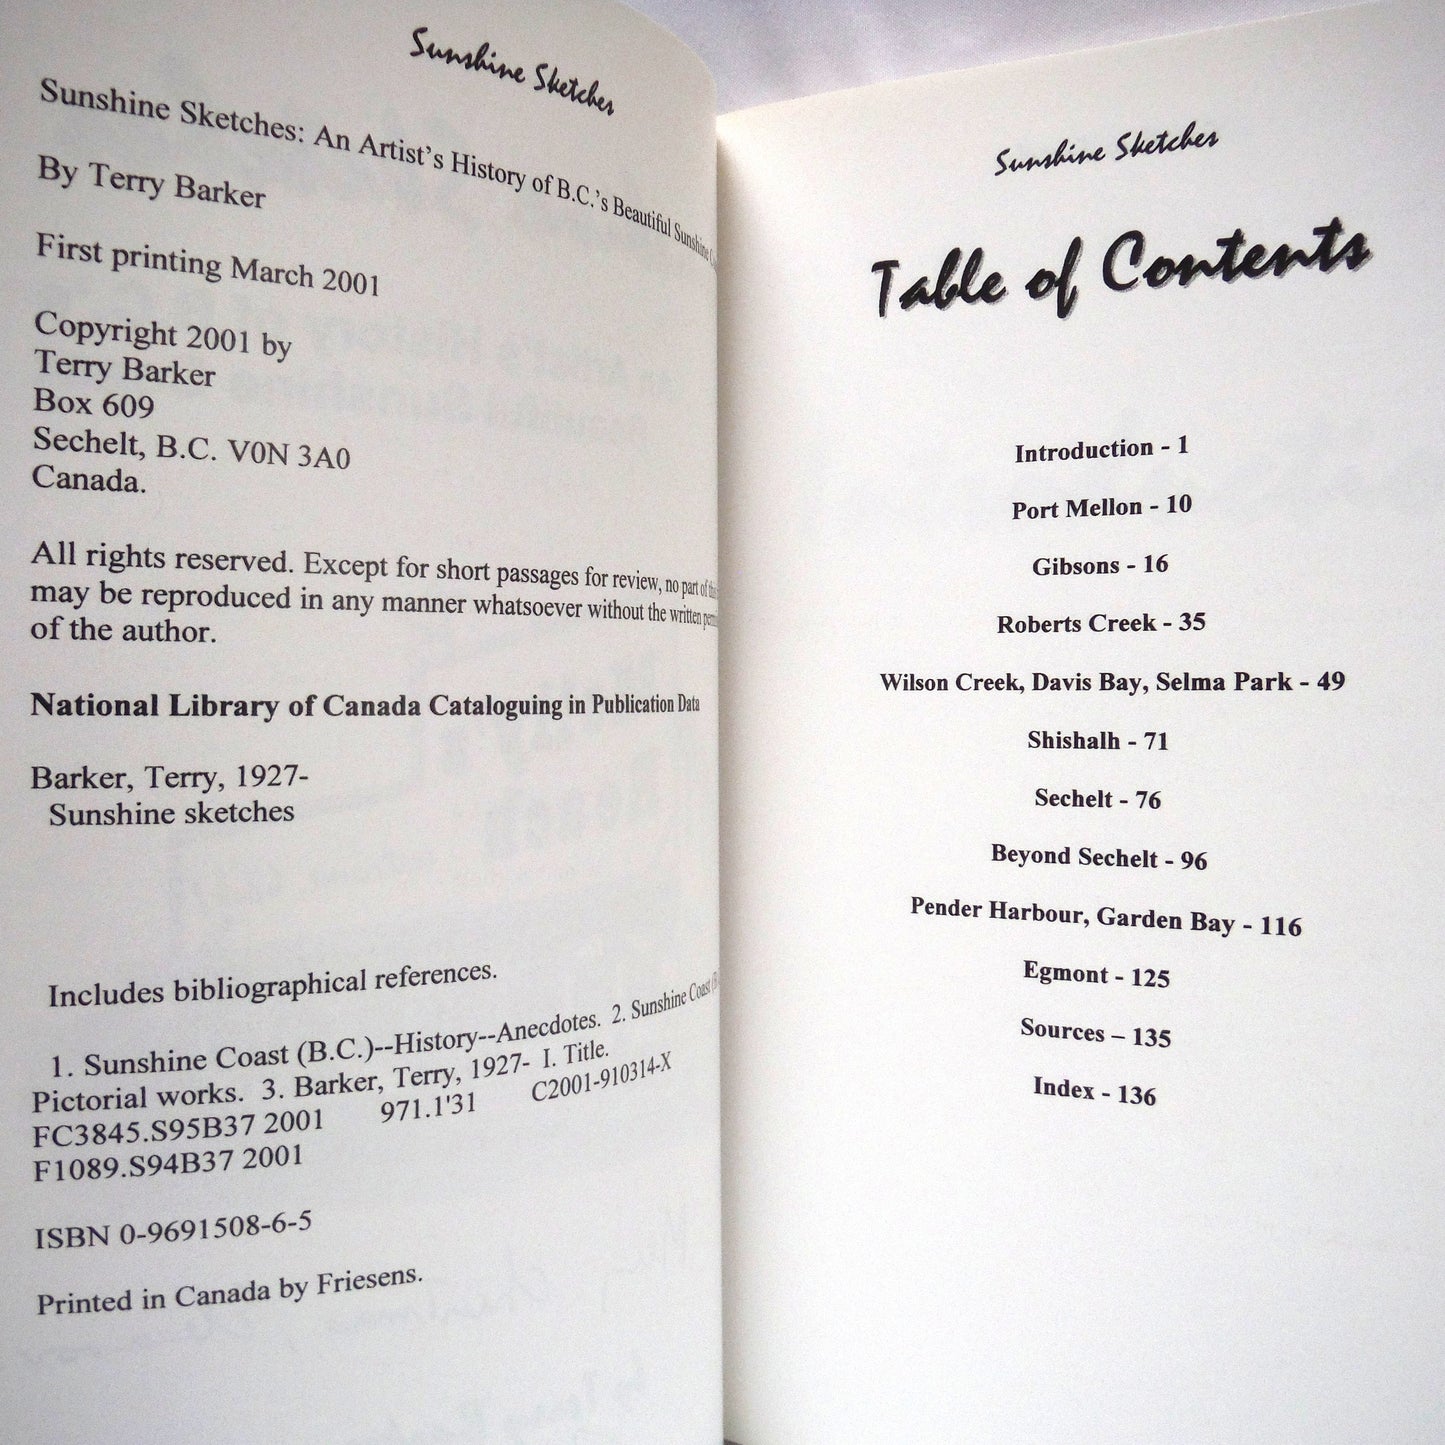 Sunshine Sketches
Sunshine Sketches: An Artist's History of B.C.'s Beautiful Sunshine
By Terry Barker
First printing March 2001
Copyright 2001 by
Terry Barker
Box 609
Sechelt, B.C. V0N 3A0
Canada.
All rights reserved. Except for short passages for review, no part of
may be reproduced in any manner whatsoever without the written
of the author.
National Library of Canada Cataloguing in Publication Data
Barker, Terry, 1927-
Sunshine sketches
Includes bibliographical references.
1. Sunshine Coast (B.C.)--History--Anecdotes. 2. Sunshine Coast
Pictorial works. 3. Barker, Terry, 1927- I. Title.
FC3845.S95B37 2001 971.1'31 C2001-910314-X
F1089.S94B37 2001
ISBN 0-9691508-6-5
Printed in Canada by Friesens.
Sunshine Sketches
Table of Contents
Introduction - 1
Port Mellon - 10
Gibsons - 16
Roberts Creek - 35
Wilson Creek, Davis Bay, Selma Park - 49
Shishalh - 71
Sechelt - 76
Beyond Sechelt - 96
Pender Harbour, Garden Bay - 116
Egmont - 125
Sources – 135
Index - 136